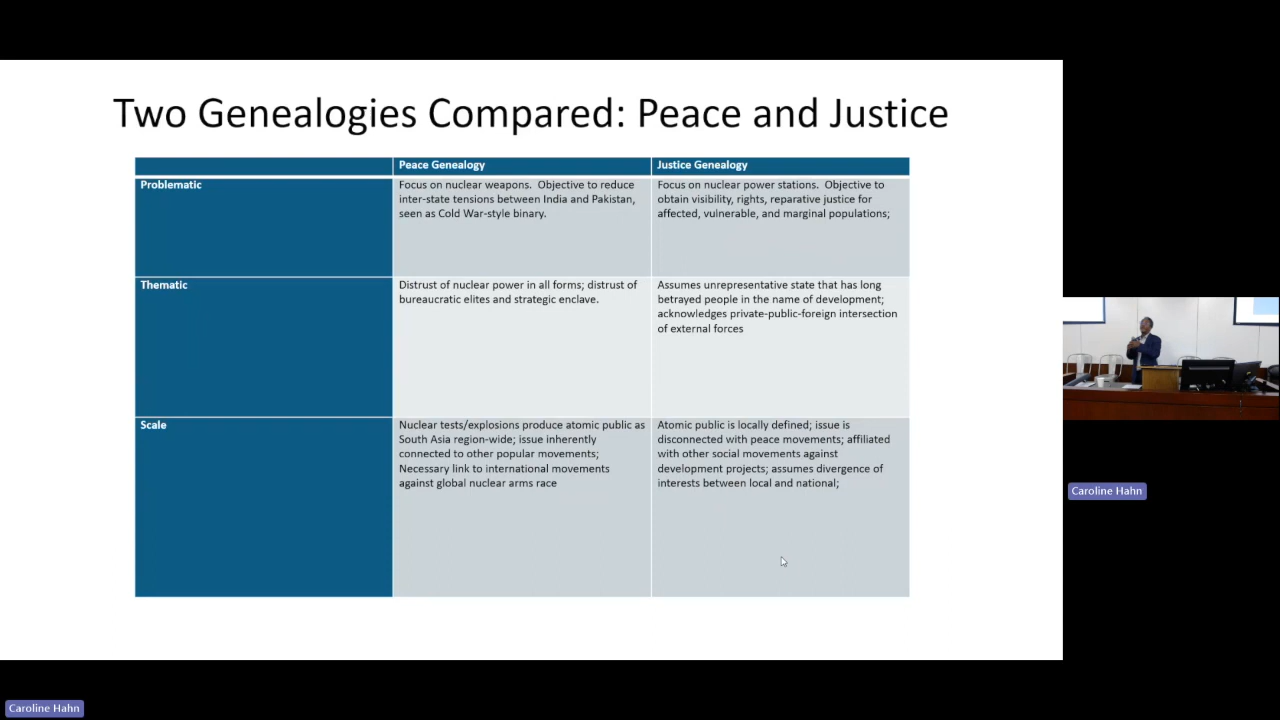 Two Genealogies Compared: Peace and Justice
Peace Genealogy
Justice Genealogy
Problematic
Focus on nuclear weapons. Objective to reduce
inter-state tensions between India and Pakistan,
seen as Cold War-style binary.
Focus on nuclear power stations. Objective to
obtain visibility, rights, reparative justice for
affected, vulnerable, and marginal populations;
Thematic
Distrust of nuclear power in all forms; distrust of
bureaucratic elites and strategic enclave.
Assumes unrepresentative state that has long
betrayed people in the name of development;
acknowledges private-public-foreign intersection
of external forces
Scale
Nuclear tests/explosions produce atomic public as
South Asia region-wide; issue inherently
connected to other popular movements;
Necessary link to international movements
against global nuclear arms race
Atomic public is locally defined; issue is
disconnected with peace movements; affiliated
with other social movements against
development projects; assumes divergence of
interests between local and national;
Caroline Hahn
Caroline Hahn